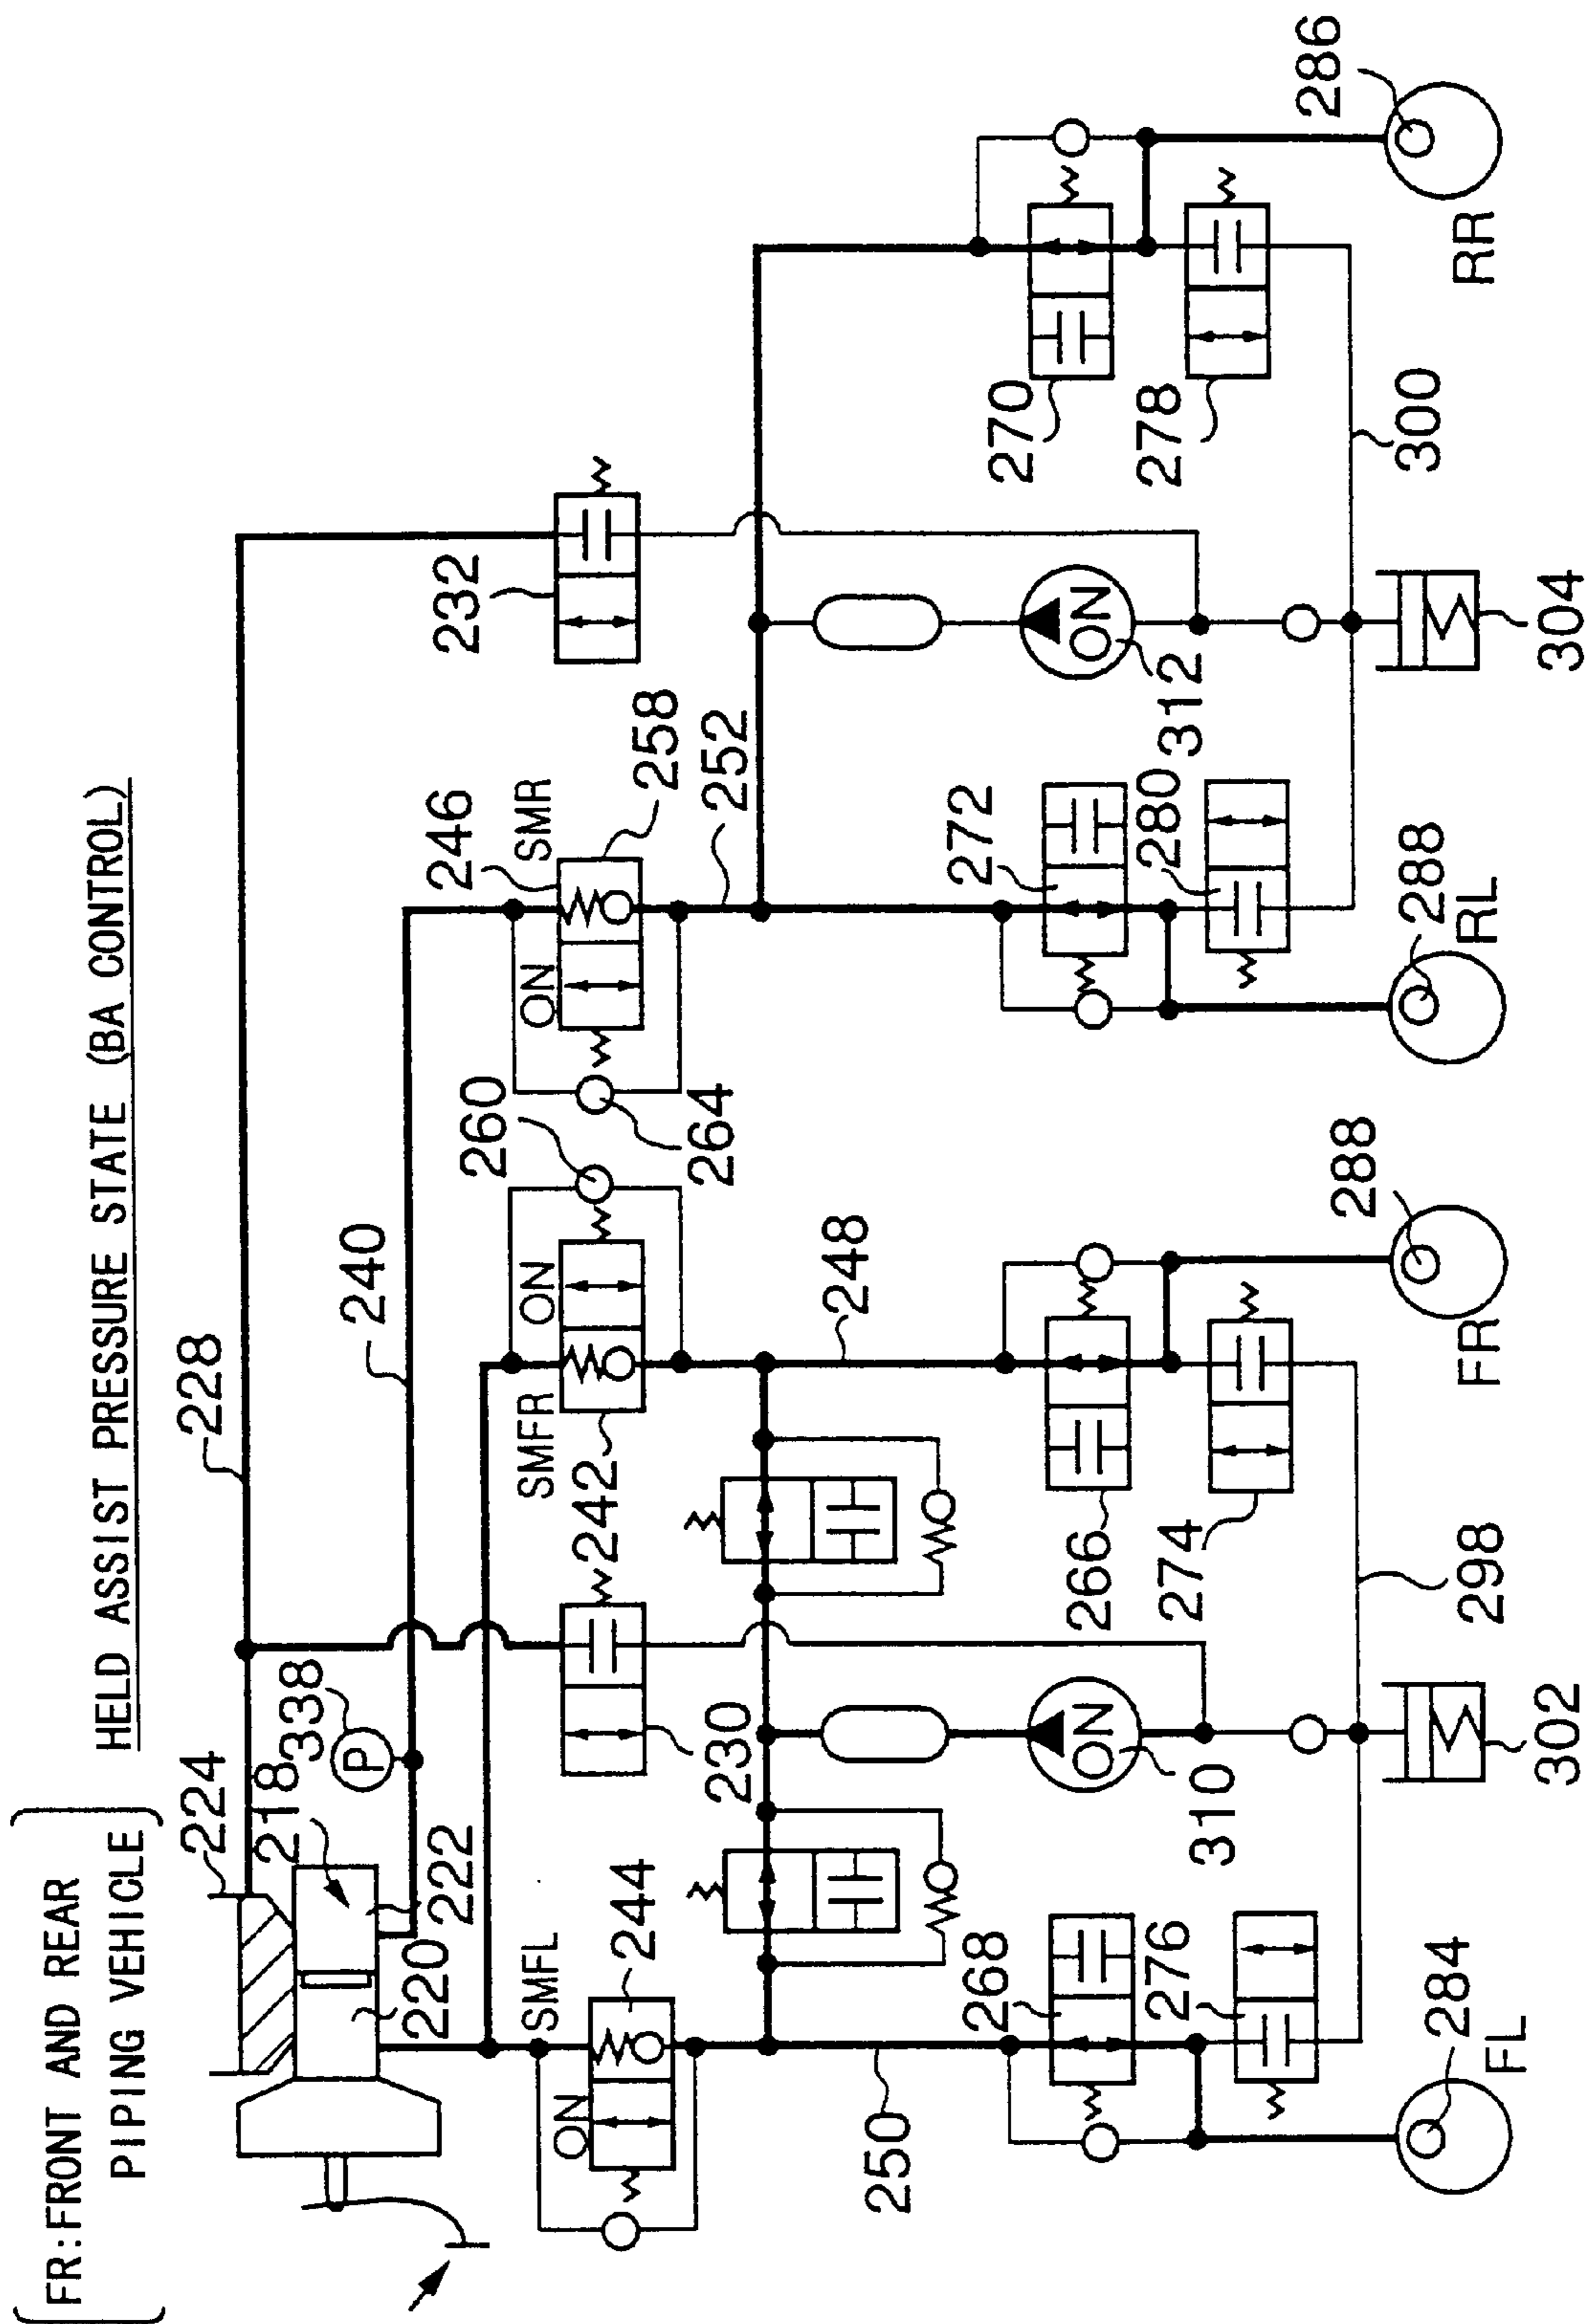 [FR:FRONT AND REAR
PIPING VEHICLE]
HELD ASSIST PRESSURE STATE (BA CONTROL)
224
218
338
P
228
240
222
220
SMFL
244
ON
230
SMFR
242
ON
260
264
ON
246
SMR
258
252
232
250
248
268
276
284
FL
310
ON
302
266
274
298
288
FR
272
280
288
RL
312
ON
304
270
278
300
286
RR